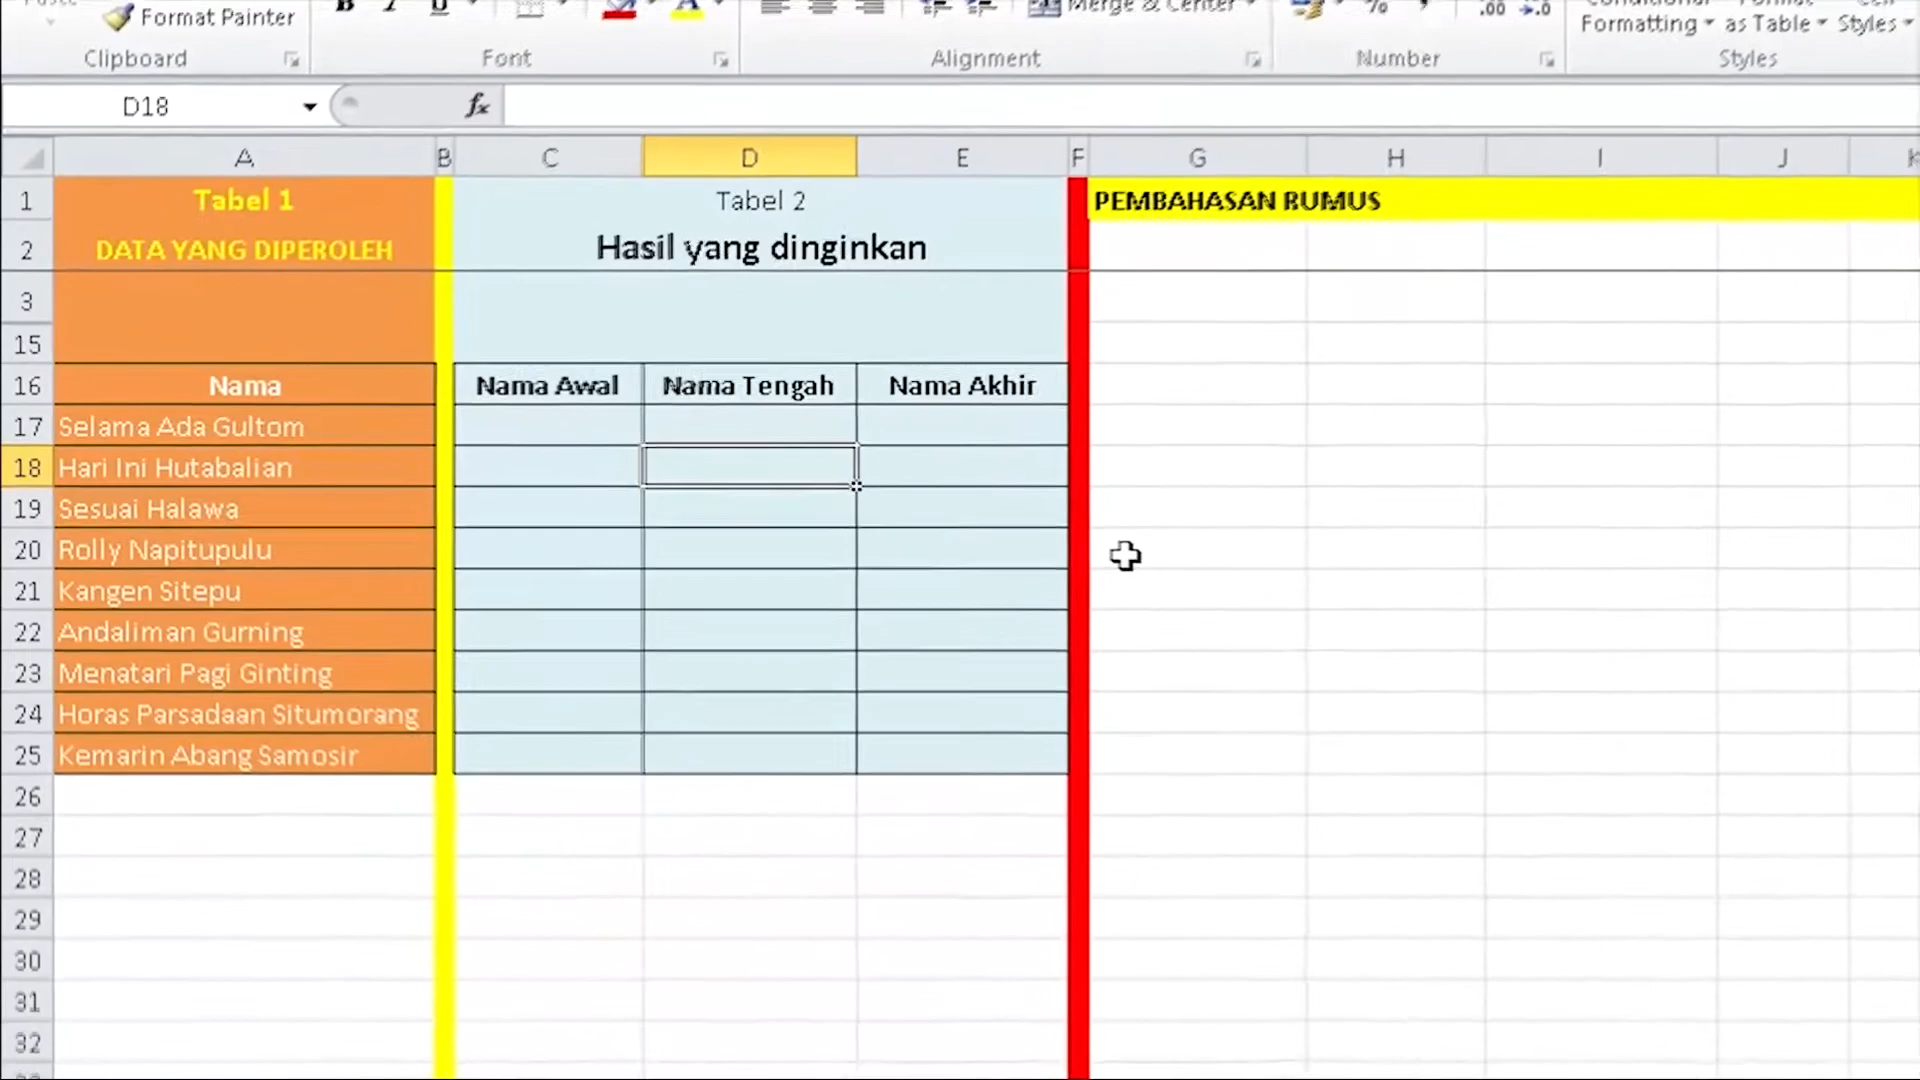 Format Painter
Merge & Center
Formatting as Table Styles
Clipboard Font Alignment Number Styles
D18 fx
A B C D E F G H I J K
1 Tabel 1 Tabel 2 PEMBAHASAN RUMUS
2 DATA YANG DIPEROLEH Hasil yang dinginkan
3
15
16 Nama Nama Awal Nama Tengah Nama Akhir
17 Selama Ada Gultom
18 Hari Ini Hutabalian
19 Sesuai Halawa
20 Rolly Napitupulu
21 Kangen Sitepu
22 Andaliman Gurning
23 Menatari Pagi Ginting
24 Horas Parsadaan Situmorang
25 Kemarin Abang Samosir
26
27
28
29
30
31
32